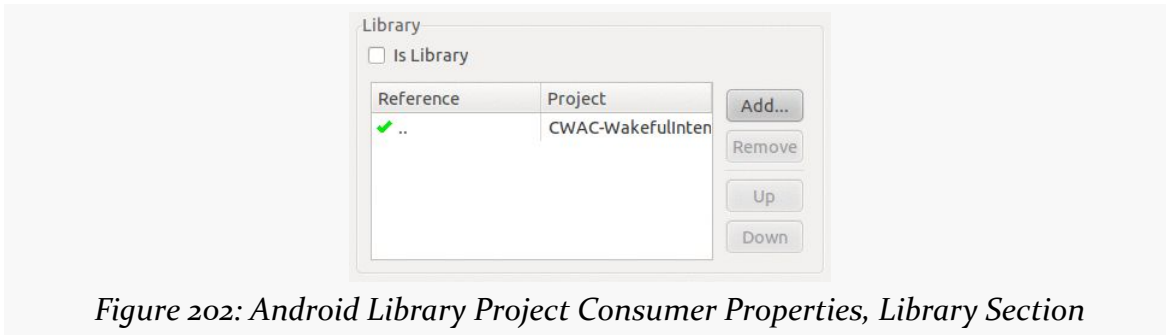 Library
Is Library
Reference Project
.. CWAC-WakefulInten
Add...
Remove
Up
Down
Figure 202: Android Library Project Consumer Properties, Library Section